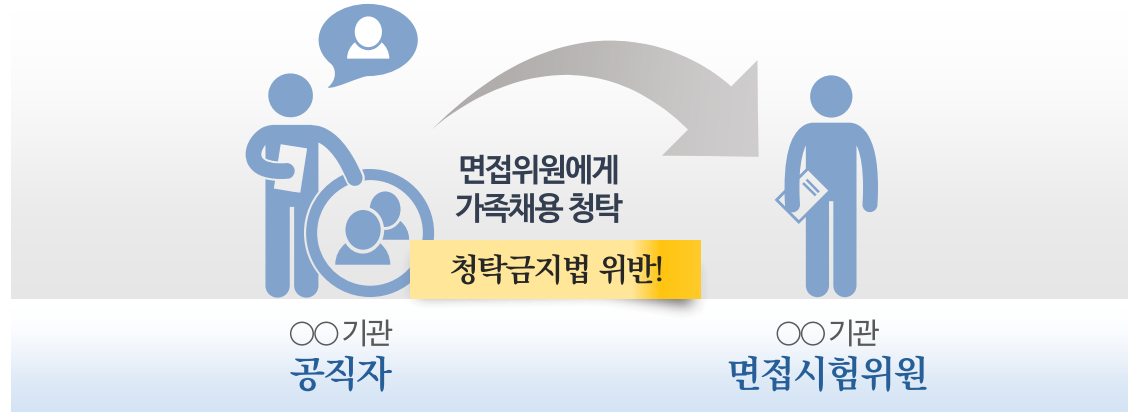 면접위원에게
가족채용 청탁
청탁금지법 위반!
○○ 기관
공직자
○○ 기관
면접시험위원